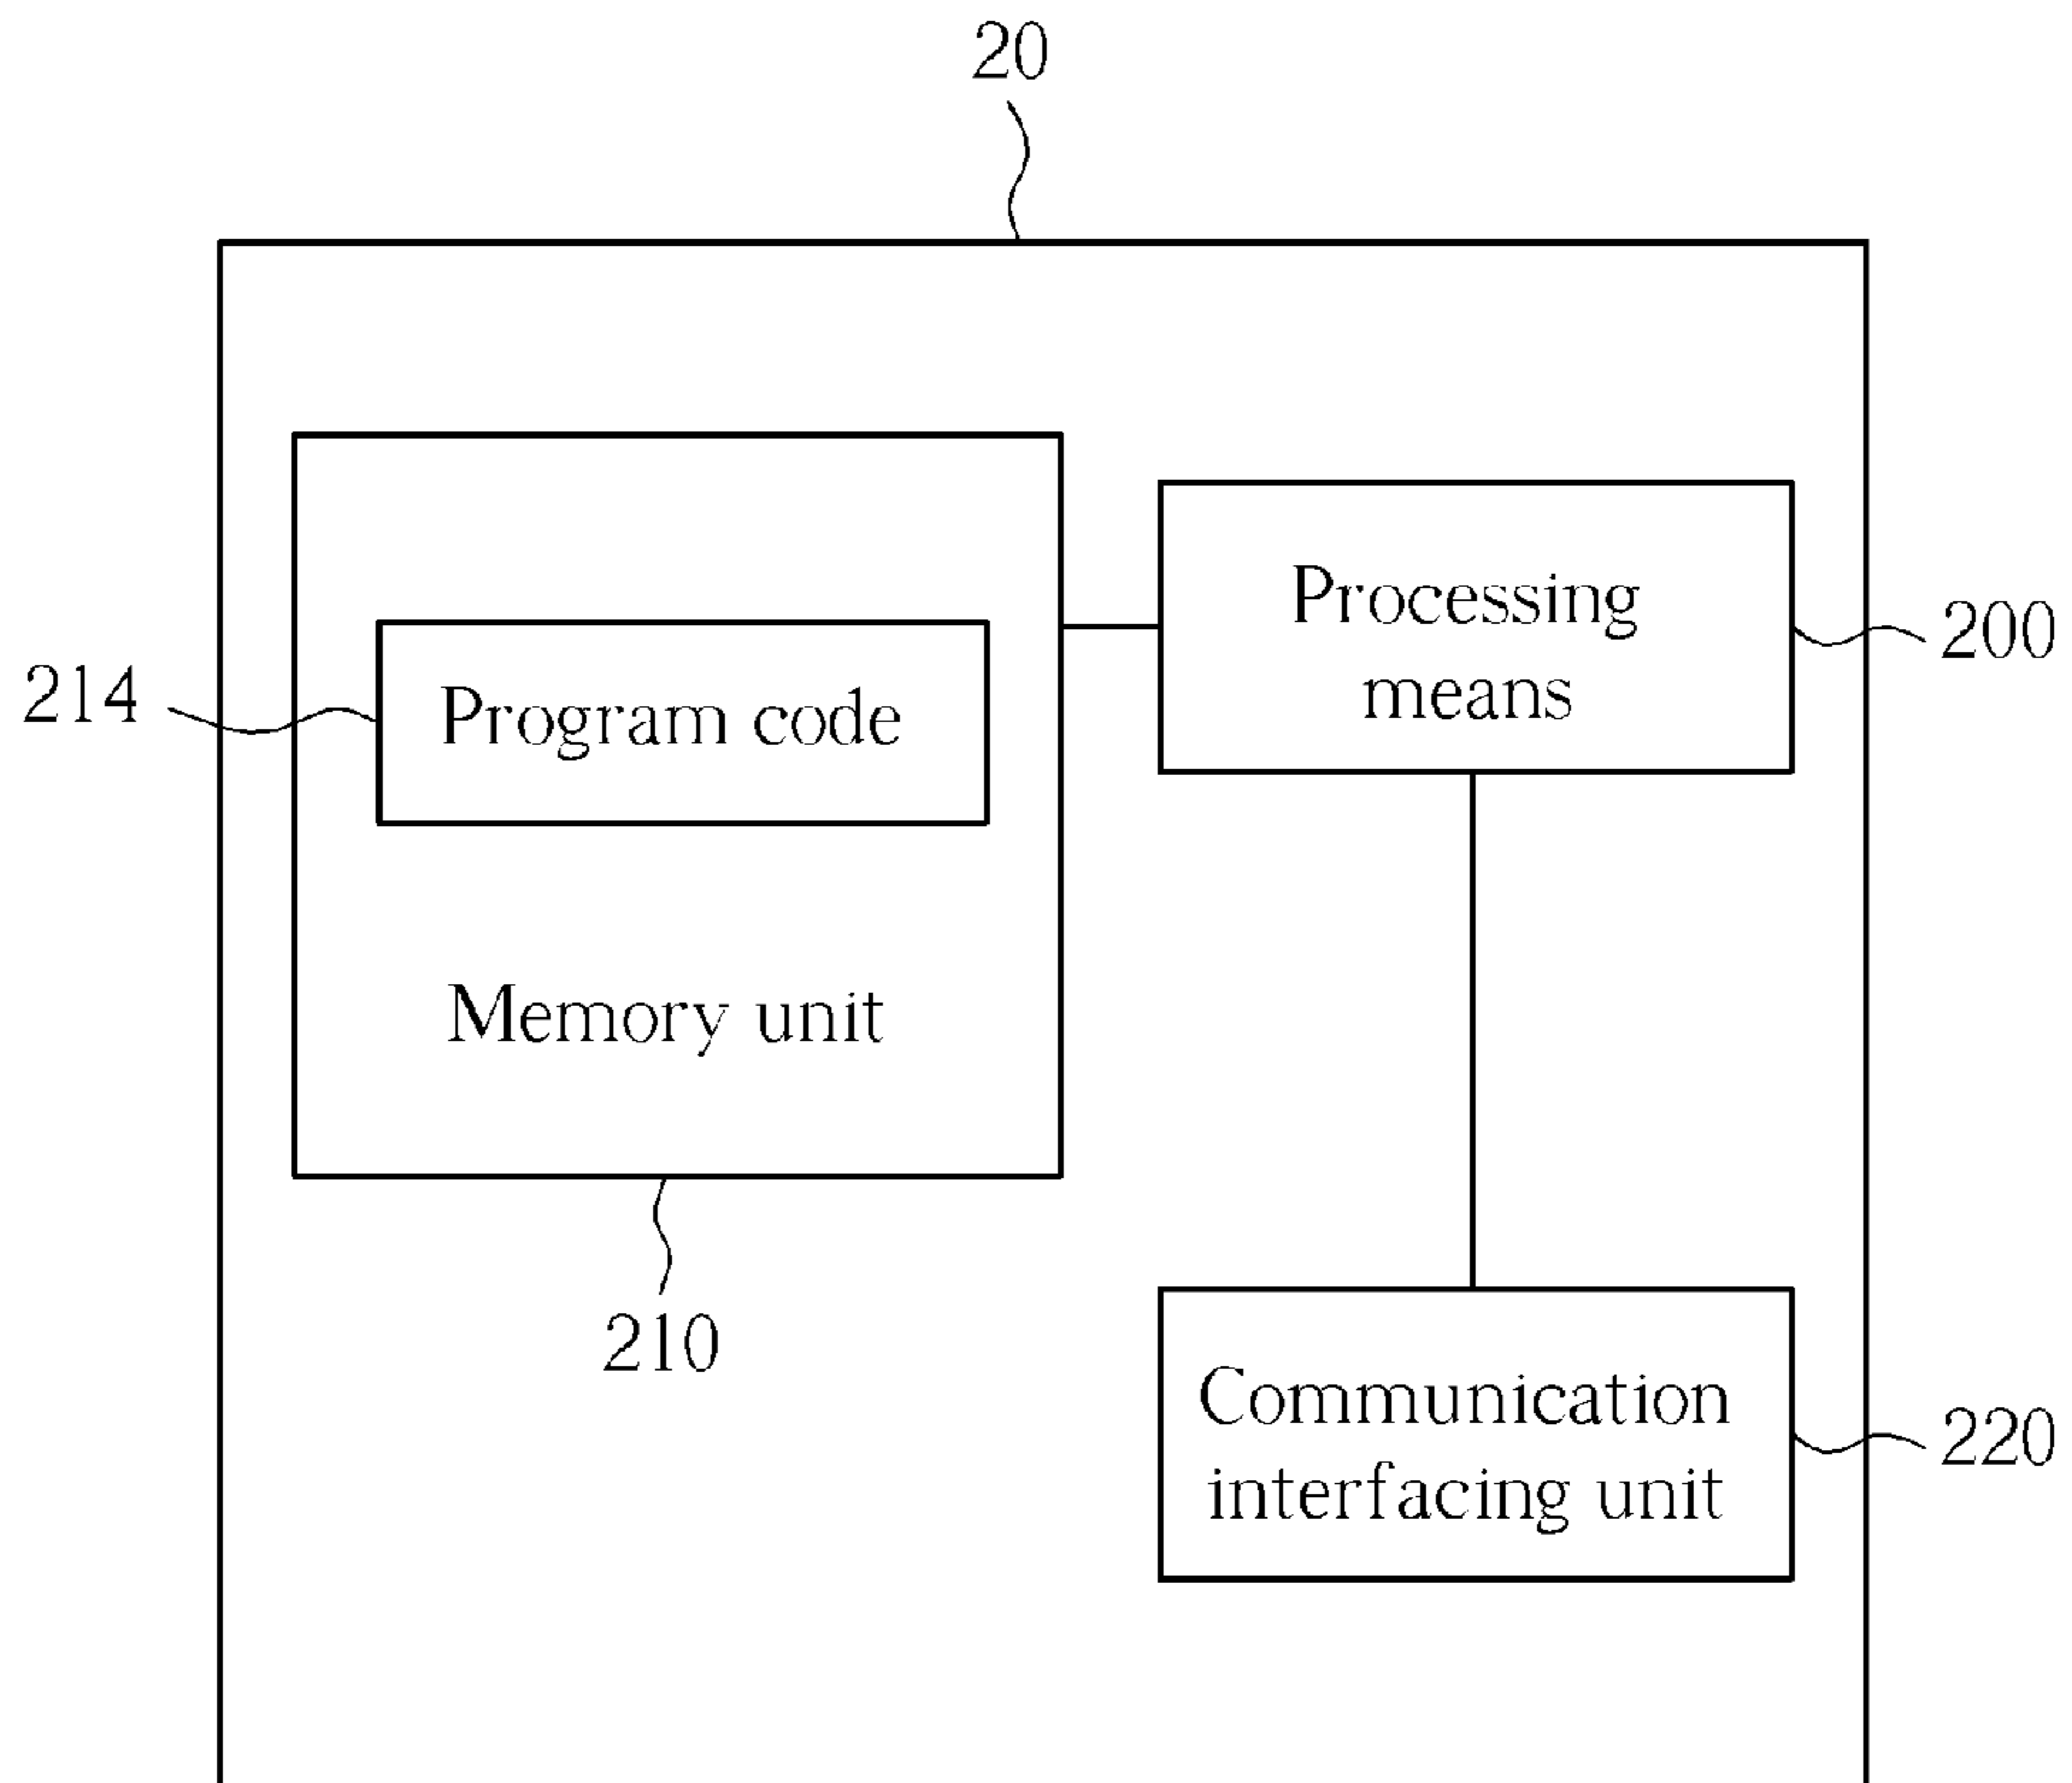 20
Processing
means
200
214
Program code
Memory unit
210
Communication
interfacing unit
220